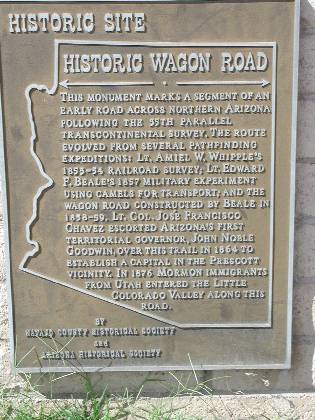 HISTORIC SITE
HISTORIC WAGON ROAD
THIS MONUMENT MARKS A SEGMENT OF AN
EARLY ROAD ACROSS NORTHERN ARIZONA
FOLLOWING THE 35TH PARALLEL
TRANSCONTINENTAL SURVEY. THE ROUTE
EVOLVED FROM SEVERAL PATHFINDING
EXPEDITIONS: LT. AMIEL W. WHIPPLE'S
1853-54 RAILROAD SURVEY; LT. EDWARD
F. BEALE'S 1857 MILITARY EXPERIMENT
USING CAMELS FOR TRANSPORT; AND THE
WAGON ROAD CONSTRUCTED BY BEALE IN
1858-59. LT. COL. JOSE FRANCISCO
CHAVEZ ESCORTED ARIZONA'S FIRST
TERRITORIAL GOVERNOR, JOHN NOBLE
GOODWIN, OVER THIS TRAIL IN 1864 TO
ESTABLISH A CAPITAL IN THE PRESCOTT
VICINITY. IN 1876 MORMON IMMIGRANTS
FROM UTAH ENTERED THE LITTLE
COLORADO VALLEY ALONG THIS
ROAD.
BY
NAVAJO COUNTY HISTORICAL SOCIETY
and
ARIZONA HISTORICAL SOCIETY